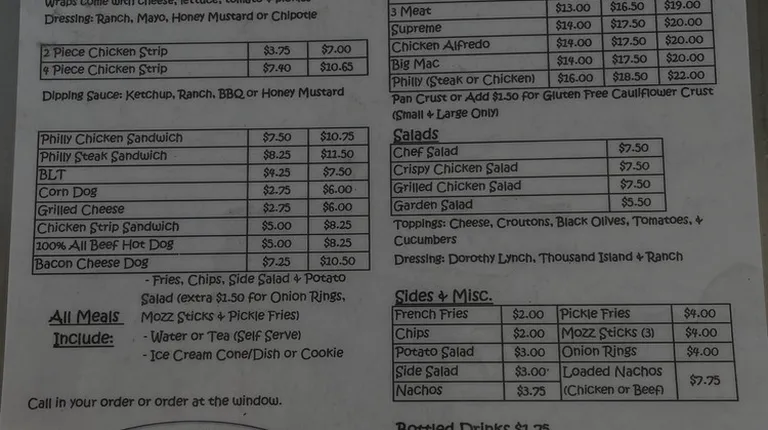 Wraps come with cheese, lettuce, tomato & pickles
Dressing: Ranch, Mayo, Honey Mustard or Chipotle
2 Piece Chicken Strip $3.75 $7.00
4 Piece Chicken Strip $7.40 $10.65
Dipping Sauce: Ketchup, Ranch, BBQ or Honey Mustard
Philly Chicken Sandwich $7.50 $10.75
Philly Steak Sandwich $8.25 $11.50
BLT $4.25 $7.50
Corn Dog $2.75 $6.00
Grilled Cheese $2.75 $6.00
Chicken Strip Sandwich $5.00 $8.25
100% All Beef Hot Dog $5.00 $8.25
Bacon Cheese Dog $7.25 $10.50
All Meals Include:
- Fries, Chips, Side Salad & Potato
Salad (extra $1.50 for Onion Rings,
Mozz Sticks & Pickle Fries)
- Water or Tea (Self Serve)
- Ice Cream Cone/Dish or Cookie
Call in your order or order at the window.
3 Meat $13.00 $16.50 $19.00
Supreme $14.00 $17.50 $20.00
Chicken Alfredo $14.00 $17.50 $20.00
Big Mac $14.00 $17.50 $20.00
Philly (Steak or Chicken) $16.00 $18.50 $22.00
Pan Crust or Add $1.50 for Gluten Free Cauliflower Crust
(Small & Large Only)
Salads
Chef Salad $7.50
Crispy Chicken Salad $7.50
Grilled Chicken Salad $7.50
Garden Salad $5.50
Toppings: Cheese, Croutons, Black Olives, Tomatoes, &
Cucumbers
Dressing: Dorothy Lynch, Thousand Island & Ranch
Sides & Misc.
French Fries $2.00 Pickle Fries $4.00
Chips $2.00 Mozz Sticks (3) $4.00
Potato Salad $3.00 Onion Rings $4.00
Side Salad $3.00 Loaded Nachos
Nachos $3.75 (Chicken or Beef) $7.75
Bottled Drinks $1.75